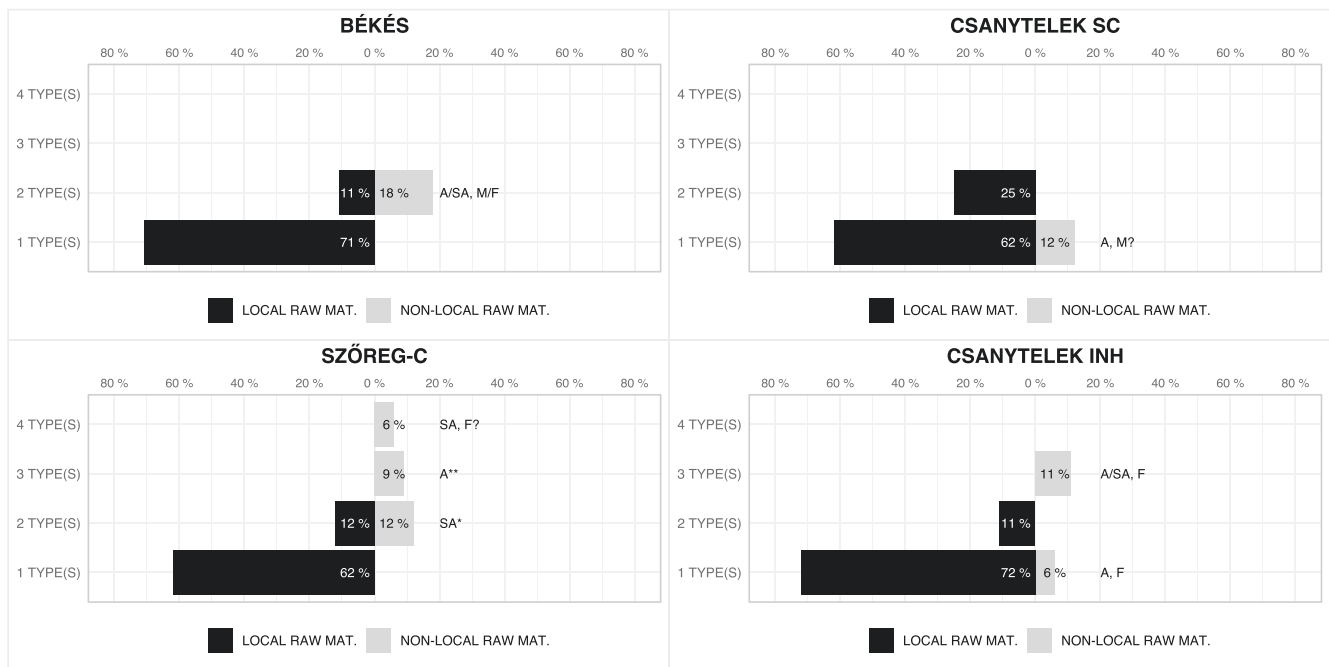 BÉKÉS
80 % 60 % 40 % 20 % 0 % 20 % 40 % 60 % 80 %
4 TYPE(S)
3 TYPE(S)
2 TYPE(S) 11 % 18 % A/SA, M/F
1 TYPE(S) 71 %
LOCAL RAW MAT. NON-LOCAL RAW MAT.
CSANYTELEK SC
80 % 60 % 40 % 20 % 0 % 20 % 40 % 60 % 80 %
4 TYPE(S)
3 TYPE(S)
2 TYPE(S) 25 %
1 TYPE(S) 62 % 12 % A, M?
LOCAL RAW MAT. NON-LOCAL RAW MAT.
SZŐREG-C
80 % 60 % 40 % 20 % 0 % 20 % 40 % 60 % 80 %
4 TYPE(S) 6 % SA, F?
3 TYPE(S) 9 % A**
2 TYPE(S) 12 % 12 % SA*
1 TYPE(S) 62 %
LOCAL RAW MAT. NON-LOCAL RAW MAT.
CSANYTELEK INH
80 % 60 % 40 % 20 % 0 % 20 % 40 % 60 % 80 %
4 TYPE(S)
3 TYPE(S) 11 % A/SA, F
2 TYPE(S) 11 %
1 TYPE(S) 72 % 6 % A, F
LOCAL RAW MAT. NON-LOCAL RAW MAT.